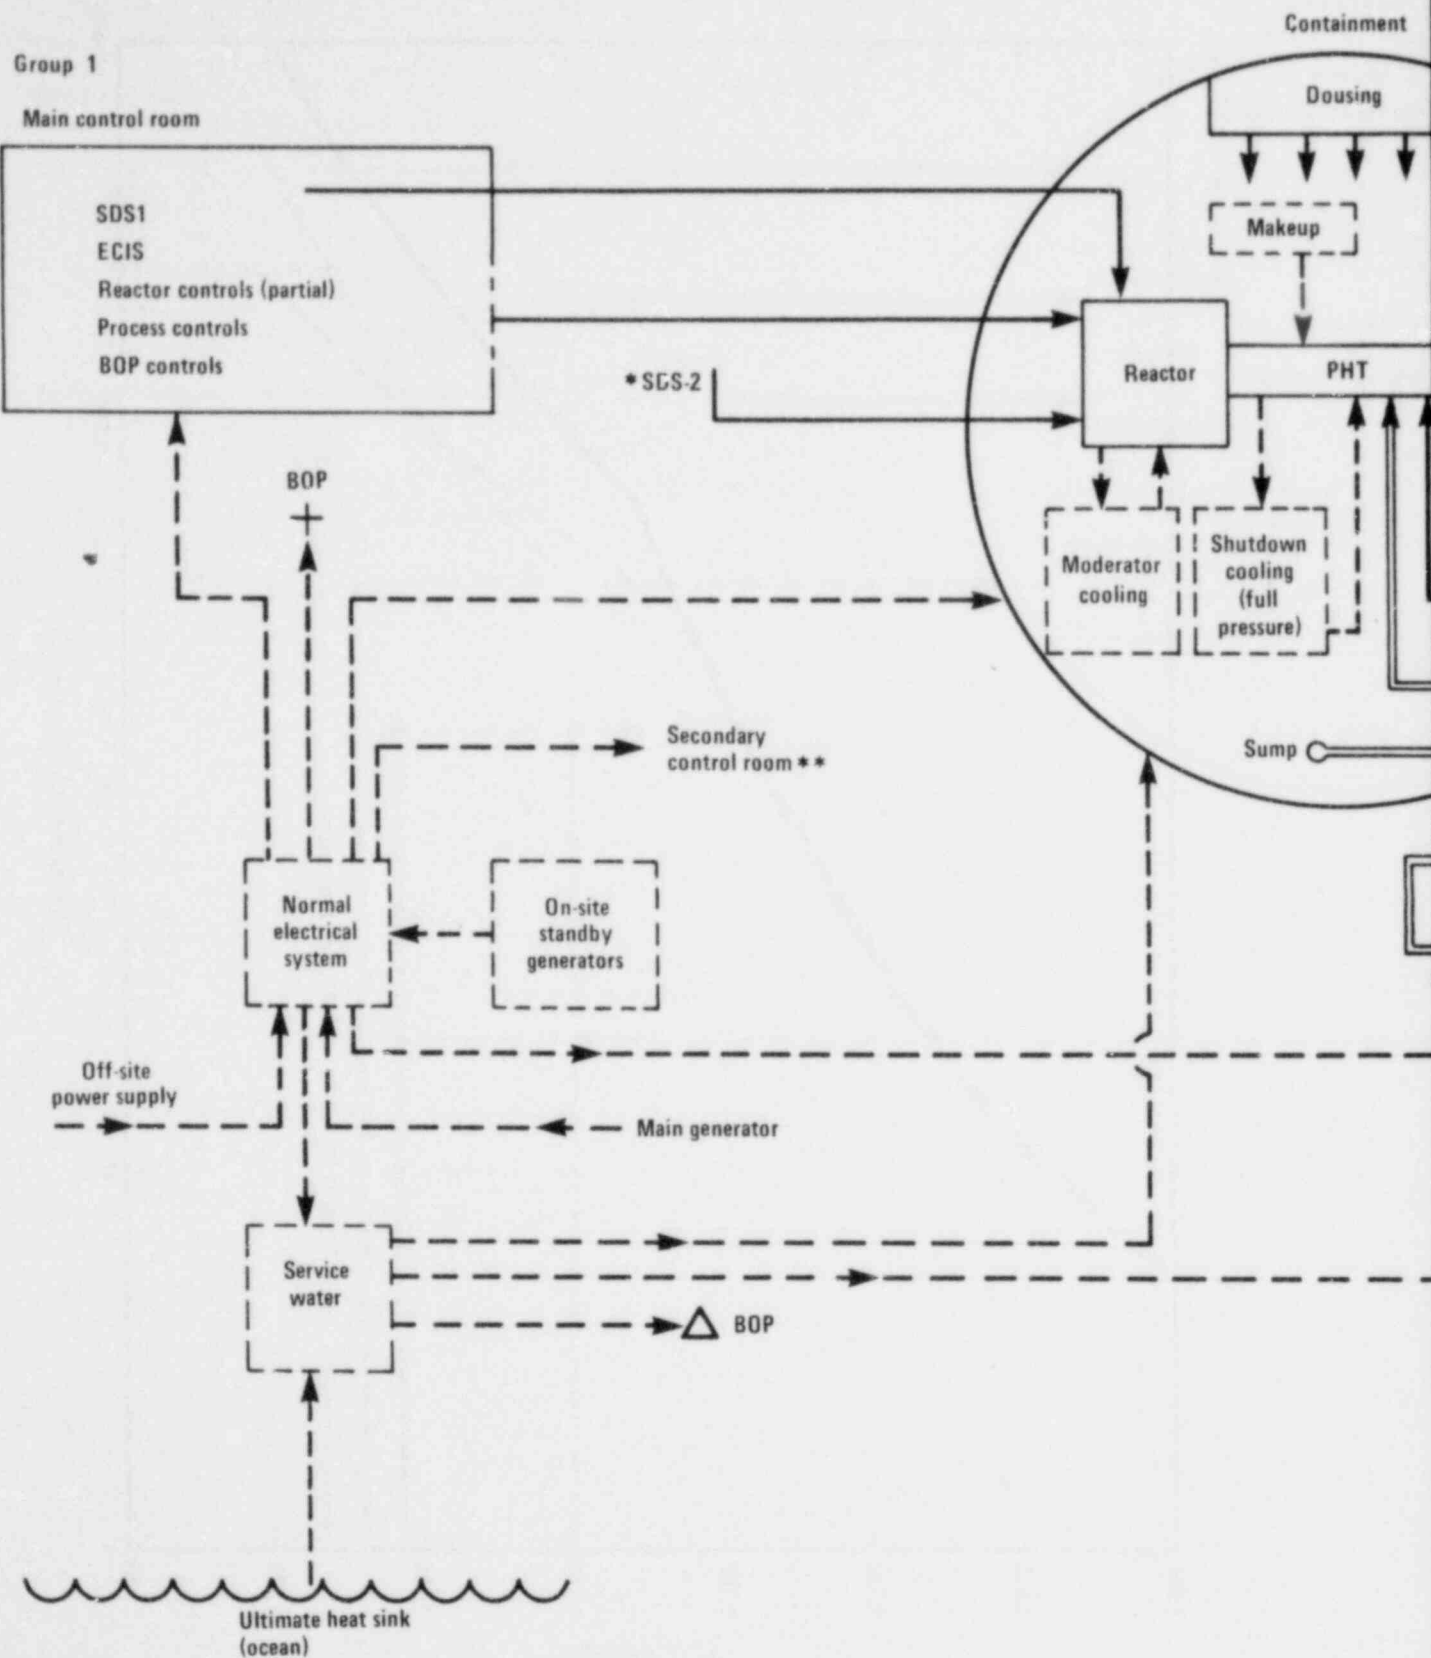 Containment
Group 1
Dousing
Main control room
SDS1
ECIS
Reactor controls (partial)
Process controls
BOP controls
Makeup
Reactor
PHT
*SDS-2
BOP
Moderator
cooling
Shutdown
cooling
(full
pressure)
Secondary
control room **
Sump
Normal
electrical
system
On-site
standby
generators
Off-site
power supply
Main generator
Service
water
BOP
Ultimate heat sink
(ocean)